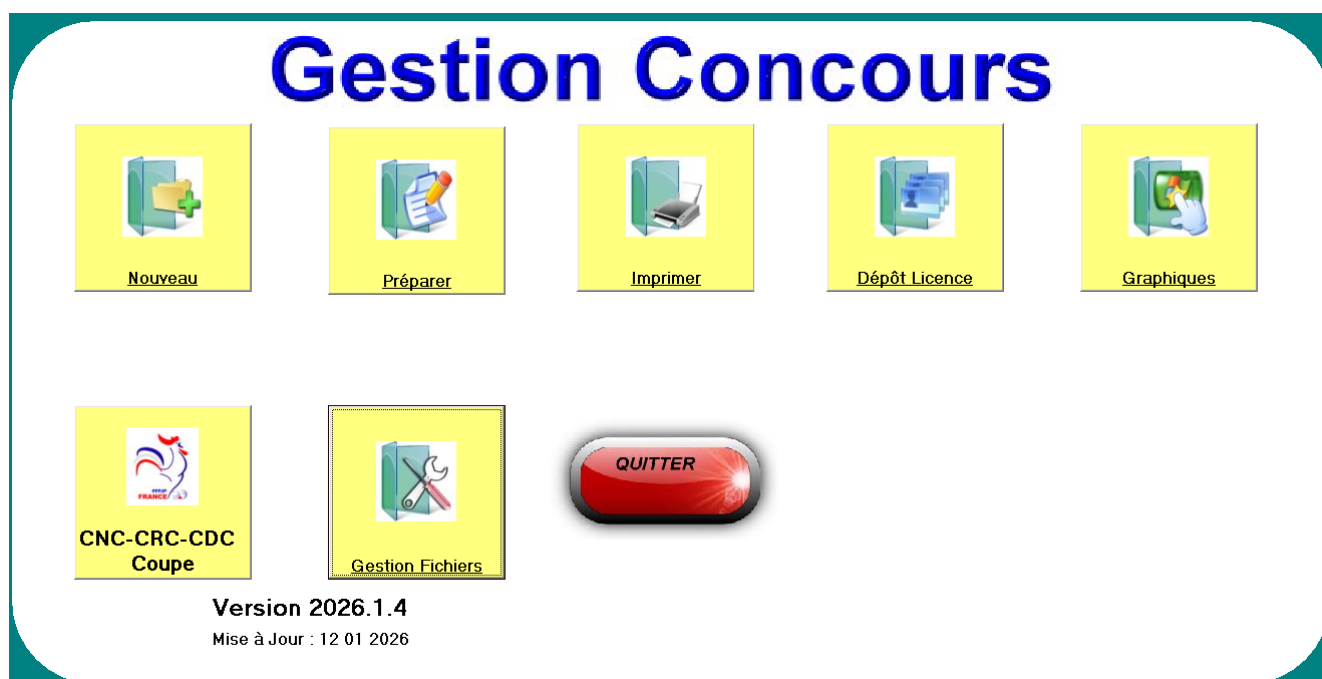 Gestion Concours
Nouveau
Préparer
Imprimer
Dépôt Licence
Graphiques
FRANCE
CNC-CRC-CDC
Coupe
Gestion Fichiers
QUITTER
Version 2026.1.4
Mise à Jour : 12 01 2026